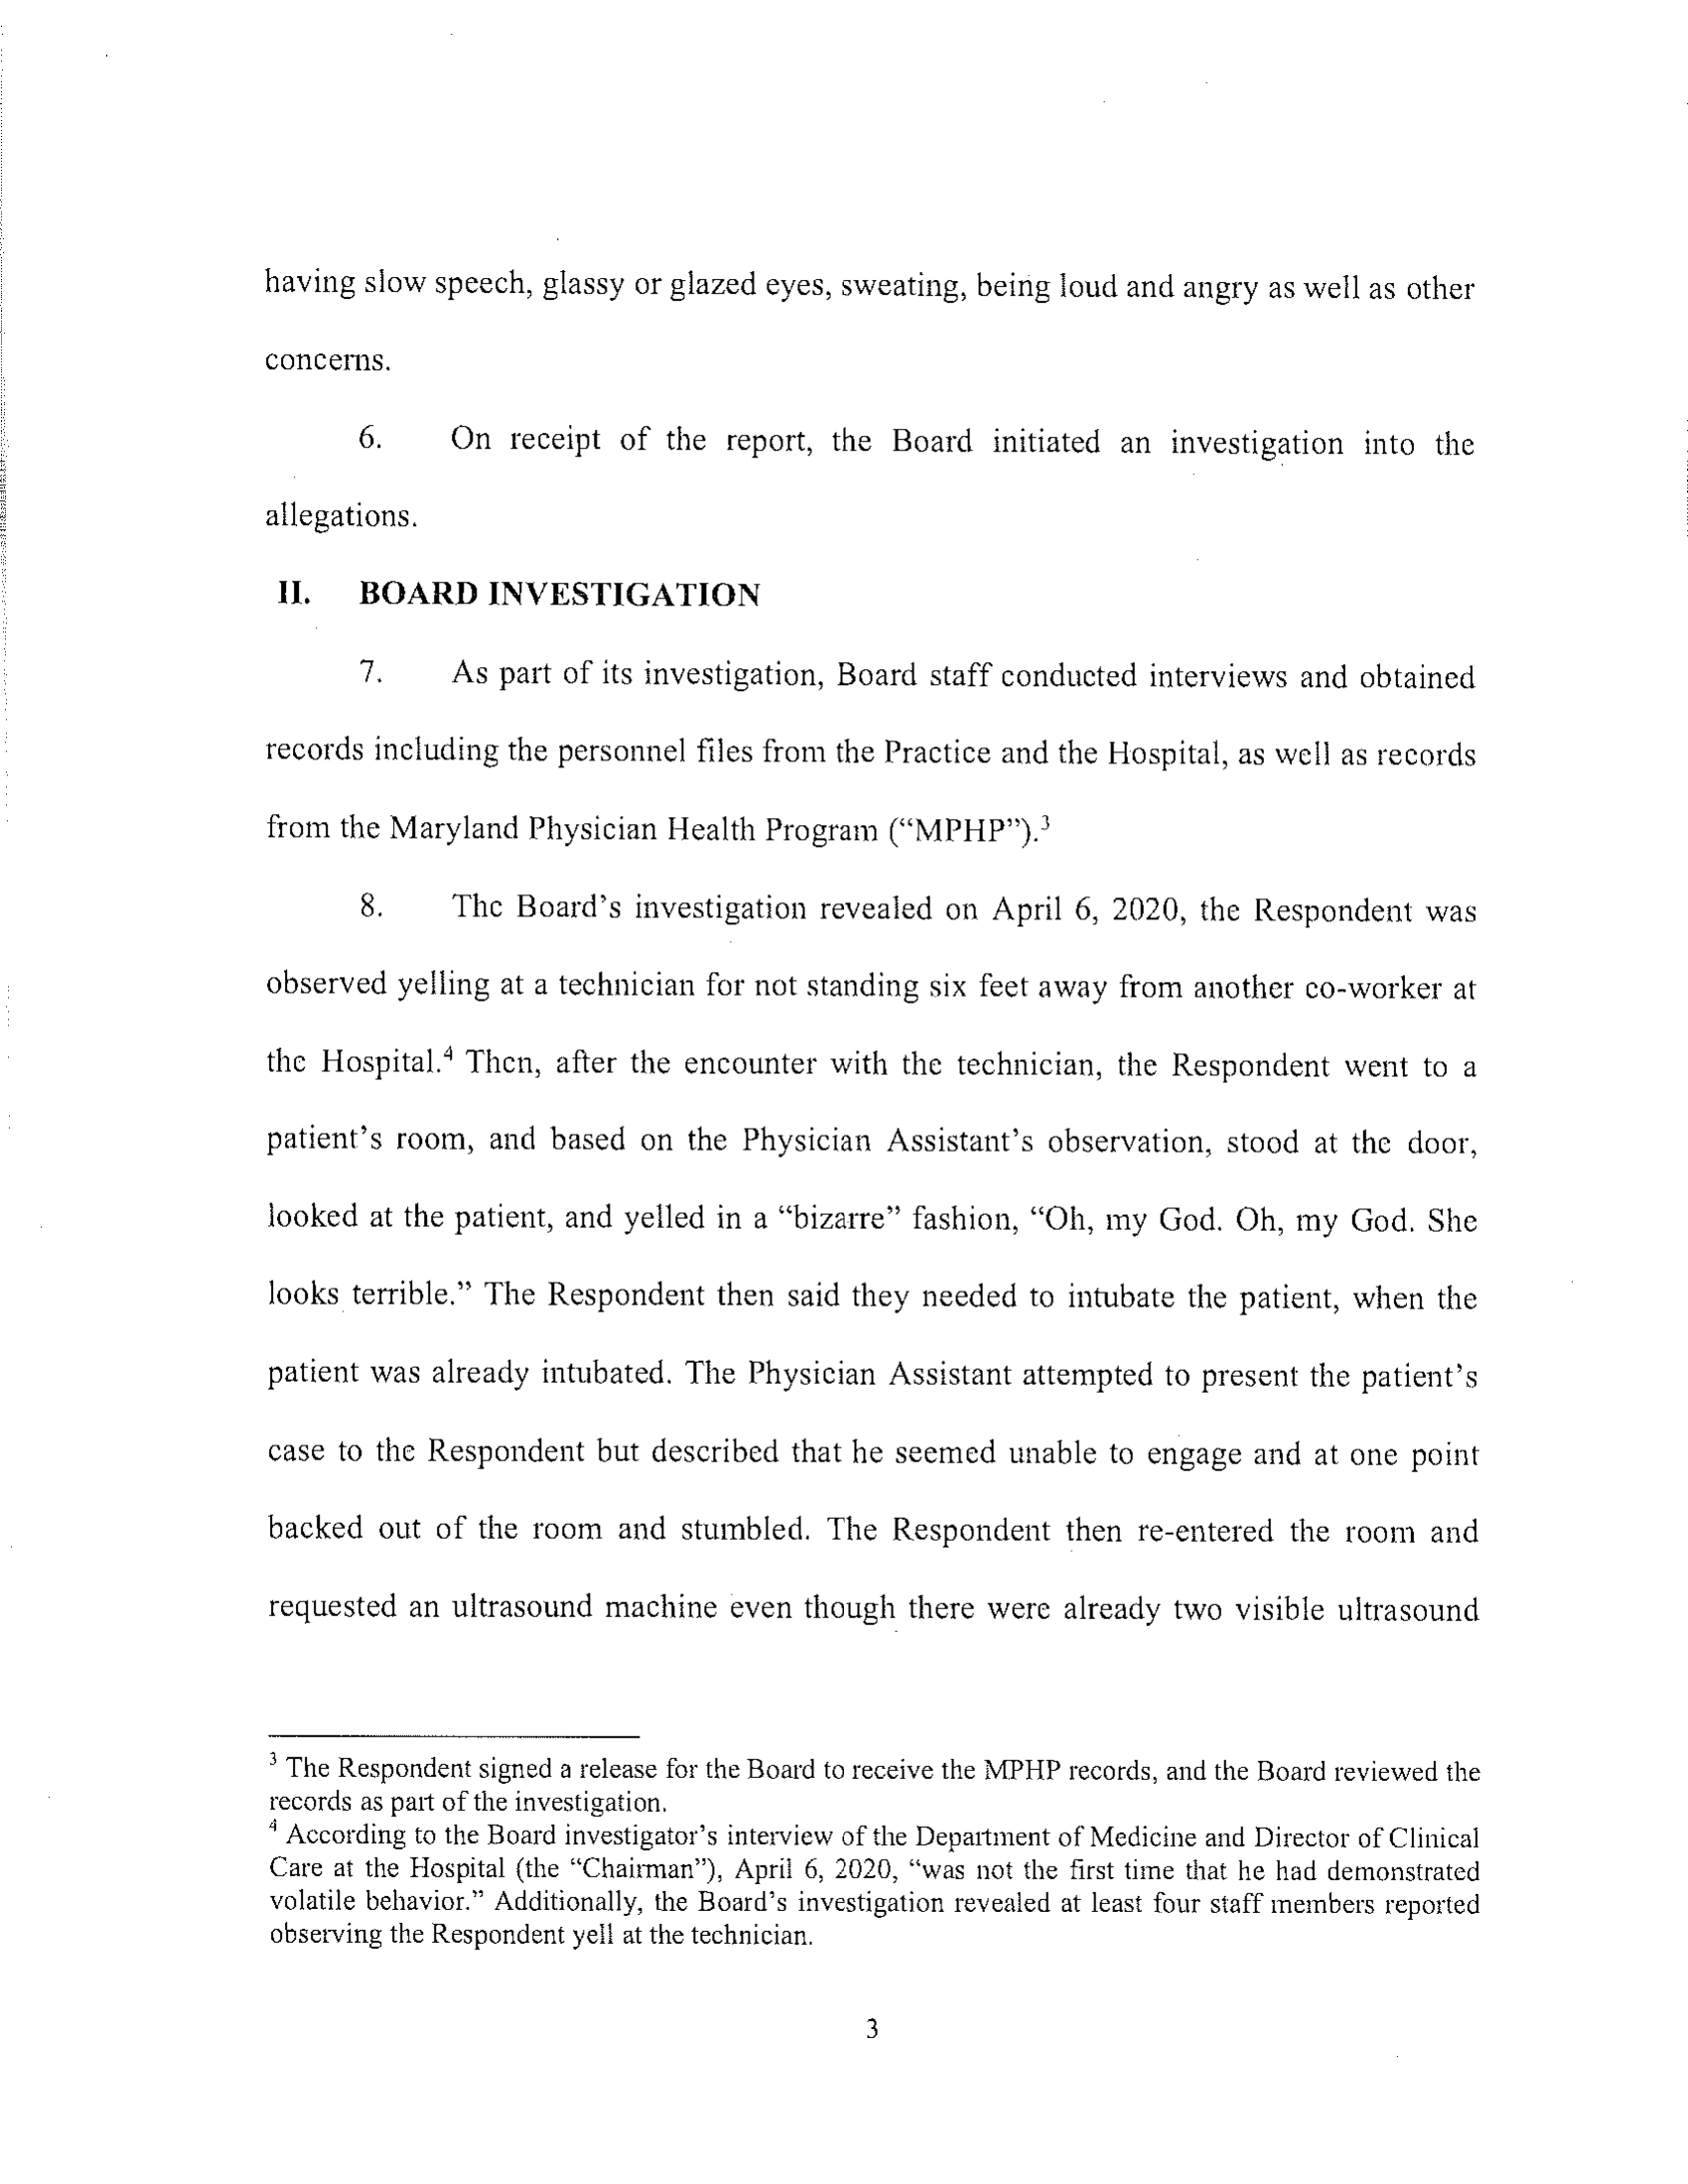 having slow speech, glassy or glazed eyes, sweating, being loud and angry as well as other
concerns.
6. On receipt of the report, the Board initiated an investigation into the
allegations.
II. BOARD INVESTIGATION
7. As part of its investigation, Board staff conducted interviews and obtained
records including the personnel files from the Practice and the Hospital, as well as records
from the Maryland Physician Health Program (“MPHP”).³
8. The Board’s investigation revealed on April 6, 2020, the Respondent was
observed yelling at a technician for not standing six feet away from another co-worker at
the Hospital.⁴ Then, after the encounter with the technician, the Respondent went to a
patient’s room, and based on the Physician Assistant’s observation, stood at the door,
looked at the patient, and yelled in a “bizarre” fashion, “Oh, my God. Oh, my God. She
looks terrible.” The Respondent then said they needed to intubate the patient, when the
patient was already intubated. The Physician Assistant attempted to present the patient’s
case to the Respondent but described that he seemed unable to engage and at one point
backed out of the room and stumbled. The Respondent then re-entered the room and
requested an ultrasound machine even though there were already two visible ultrasound
³ The Respondent signed a release for the Board to receive the MPHP records, and the Board reviewed the
records as part of the investigation.
⁴ According to the Board investigator’s interview of the Department of Medicine and Director of Clinical
Care at the Hospital (the “Chairman”), April 6, 2020, “was not the first time that he had demonstrated
volatile behavior.” Additionally, the Board’s investigation revealed at least four staff members reported
observing the Respondent yell at the technician.
3